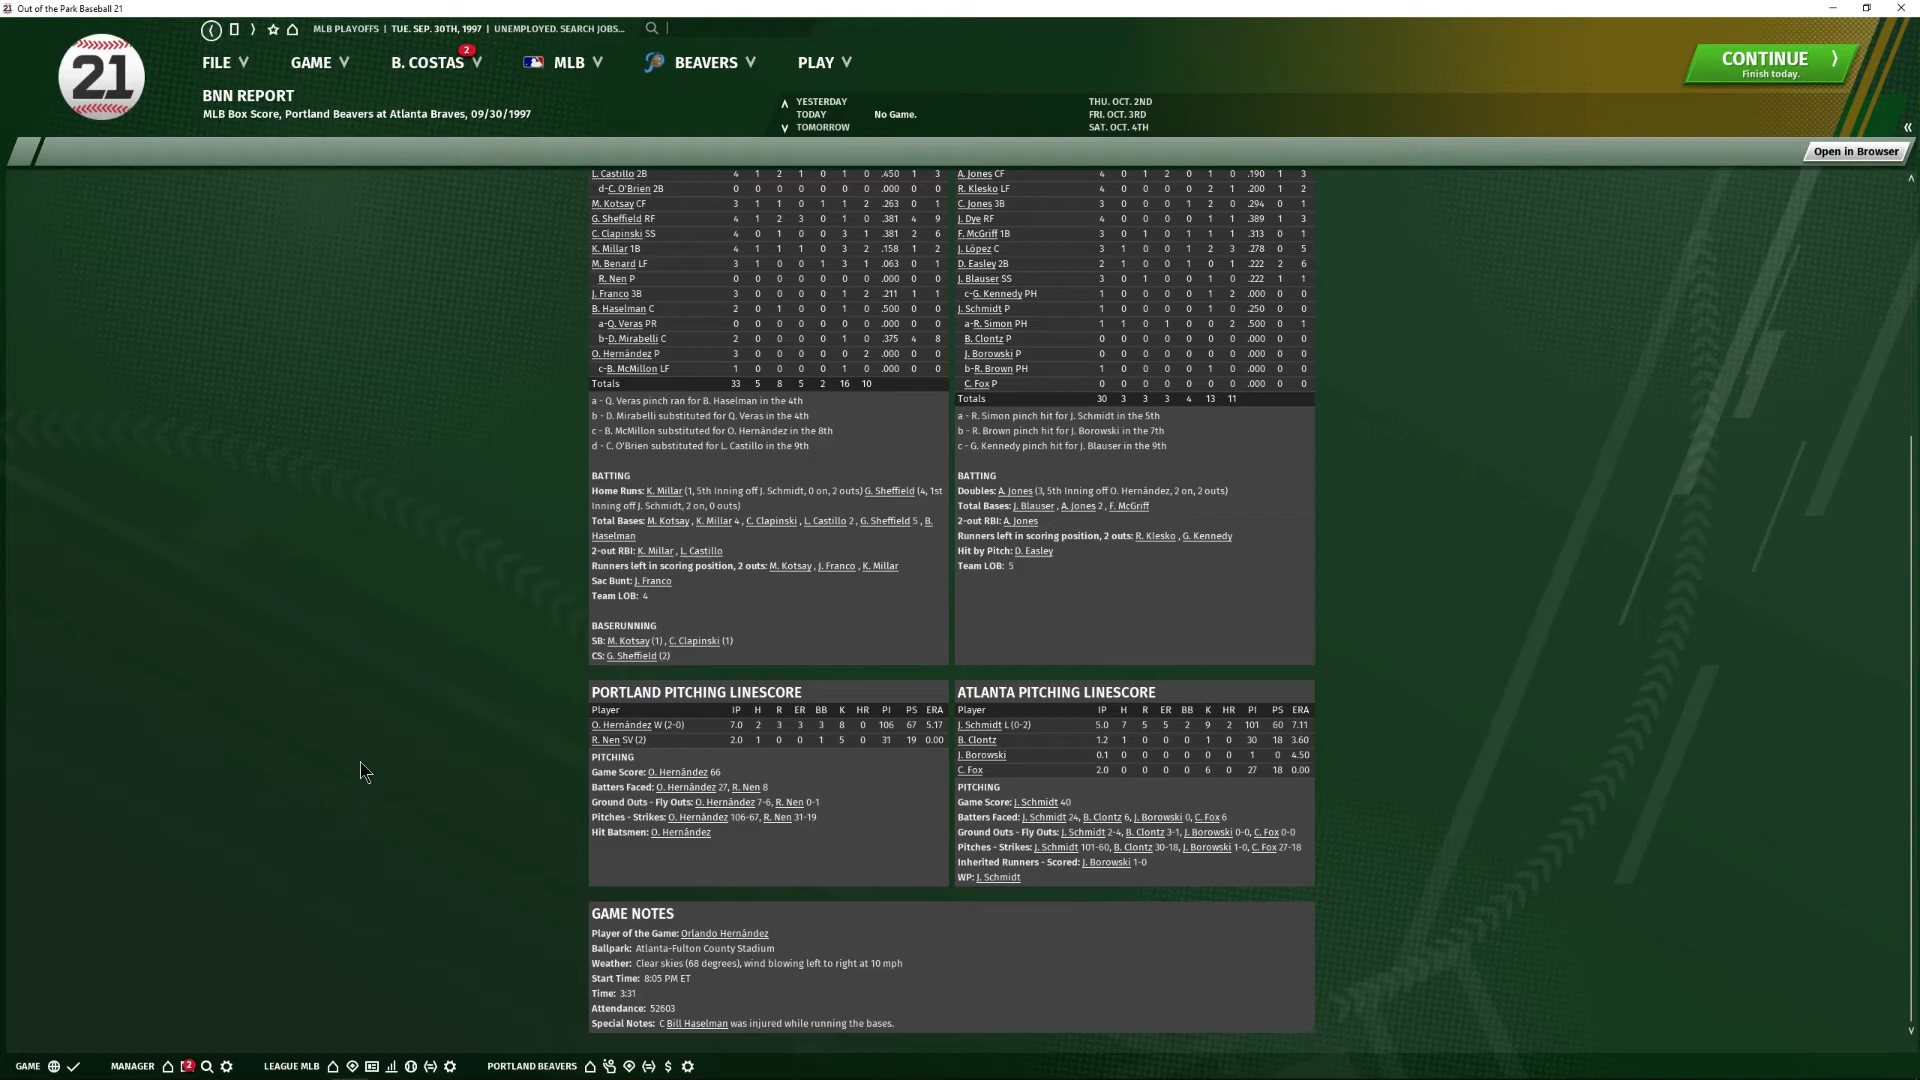 Out of the Park Baseball 21
MLB PLAYOFFS | TUE. SEP. 30TH, 1997 | UNEMPLOYED. SEARCH JOBS...
21
FILE GAME B. COSTAS 2 MLB BEAVERS PLAY
CONTINUE
Finish today.
BNN REPORT
MLB Box Score, Portland Beavers at Atlanta Braves, 09/30/1997
YESTERDAY
TODAY No Game.
TOMORROW
THU. OCT. 2ND
FRI. OCT. 3RD
SAT. OCT. 4TH
Open in Browser
L. Castillo 2B 4 1 2 1 0 1 0 .450 1 3
d-C. O'Brien 2B 0 0 0 0 0 0 0 .000 0 0
M. Kotsay CF 3 1 1 0 1 1 2 .263 0 1
G. Sheffield RF 4 1 2 3 0 1 0 .381 4 9
C. Clapinski SS 4 0 1 0 0 3 1 .381 2 6
K. Millar 1B 4 1 1 1 0 3 2 .158 1 2
M. Benard LF 3 1 0 0 1 3 1 .063 0 1
R. Nen P 0 0 0 0 0 0 0 .000 0 0
J. Franco 3B 3 0 0 0 0 1 2 .211 1 1
B. Haselman C 2 0 1 0 0 1 0 .500 0 0
a-Q. Veras PR 0 0 0 0 0 0 0 .000 0 0
b-D. Mirabelli C 2 0 0 0 0 1 0 .375 4 8
O. Hernández P 3 0 0 0 0 0 2 .000 0 0
c-B. McMillon LF 1 0 0 0 0 1 0 .000 0 0
Totals 33 5 8 5 2 16 10
a - Q. Veras pinch ran for B. Haselman in the 4th
b - D. Mirabelli substituted for Q. Veras in the 4th
c - B. McMillon substituted for O. Hernández in the 8th
d - C. O'Brien substituted for L. Castillo in the 9th
BATTING
Home Runs: K. Millar (1, 5th Inning off J. Schmidt, 0 on, 2 outs) G. Sheffield (4, 1st
Inning off J. Schmidt, 2 on, 0 outs)
Total Bases: M. Kotsay , K. Millar 4 , C. Clapinski , L. Castillo 2 , G. Sheffield 5 , B.
Haselman
2-out RBI: K. Millar , L. Castillo
Runners left in scoring position, 2 outs: M. Kotsay , J. Franco , K. Millar
Sac Bunt: J. Franco
Team LOB: 4
BASERUNNING
SB: M. Kotsay (1) , C. Clapinski (1)
CS: G. Sheffield (2)
A. Jones CF 4 0 1 2 0 1 0 .190 1 3
R. Klesko LF 4 0 0 0 0 2 1 .200 1 2
C. Jones 3B 3 0 0 0 1 2 0 .294 0 1
J. Dye RF 4 0 0 0 0 1 1 .389 1 3
F. McGriff 1B 3 0 1 0 1 1 1 .313 0 1
J. López C 3 1 0 0 1 2 3 .278 0 5
D. Easley 2B 2 1 0 0 1 0 1 .222 2 6
J. Blauser SS 3 0 1 0 0 1 0 .222 1 1
c-G. Kennedy PH 1 0 0 0 0 1 2 .000 0 0
J. Schmidt P 1 0 0 0 0 1 0 .250 0 0
a-R. Simon PH 1 1 0 1 0 0 2 .500 0 1
B. Clontz P 0 0 0 0 0 0 0 .000 0 0
J. Borowski P 0 0 0 0 0 0 0 .000 0 0
b-R. Brown PH 1 0 0 0 0 1 0 .000 0 0
C. Fox P 0 0 0 0 0 0 0 .000 0 0
Totals 30 3 3 3 4 13 11
a - R. Simon pinch hit for J. Schmidt in the 5th
b - R. Brown pinch hit for J. Borowski in the 7th
c - G. Kennedy pinch hit for J. Blauser in the 9th
BATTING
Doubles: A. Jones (3, 5th Inning off O. Hernández, 2 on, 2 outs)
Total Bases: J. Blauser , A. Jones 2 , F. McGriff
2-out RBI: A. Jones
Runners left in scoring position, 2 outs: R. Klesko , G. Kennedy
Hit by Pitch: D. Easley
Team LOB: 5
PORTLAND PITCHING LINESCORE
Player IP H R ER BB K HR PI PS ERA
O. Hernández W (2-0) 7.0 2 3 3 3 8 0 106 67 5.17
R. Nen SV (2) 2.0 1 0 0 1 5 0 31 19 0.00
PITCHING
Game Score: O. Hernández 66
Batters Faced: O. Hernández 27, R. Nen 8
Ground Outs - Fly Outs: O. Hernández 7-6, R. Nen 0-1
Pitches - Strikes: O. Hernández 106-67, R. Nen 31-19
Hit Batsmen: O. Hernández
ATLANTA PITCHING LINESCORE
Player IP H R ER BB K HR PI PS ERA
J. Schmidt L (0-2) 5.0 7 5 5 2 9 2 101 60 7.11
B. Clontz 1.2 1 0 0 0 1 0 30 18 3.60
J. Borowski 0.1 0 0 0 0 0 0 1 0 4.50
C. Fox 2.0 0 0 0 0 6 0 27 18 0.00
PITCHING
Game Score: J. Schmidt 40
Batters Faced: J. Schmidt 24, B. Clontz 6, J. Borowski 0, C. Fox 6
Ground Outs - Fly Outs: J. Schmidt 2-4, B. Clontz 3-1, J. Borowski 0-0, C. Fox 0-0
Pitches - Strikes: J. Schmidt 101-60, B. Clontz 30-18, J. Borowski 1-0, C. Fox 27-18
Inherited Runners - Scored: J. Borowski 1-0
WP: J. Schmidt
GAME NOTES
Player of the Game: Orlando Hernández
Ballpark: Atlanta-Fulton County Stadium
Weather: Clear skies (68 degrees), wind blowing left to right at 10 mph
Start Time: 8:05 PM ET
Time: 3:31
Attendance: 52603
Special Notes: C Bill Haselman was injured while running the bases.
GAME MANAGER 2 LEAGUE MLB PORTLAND BEAVERS